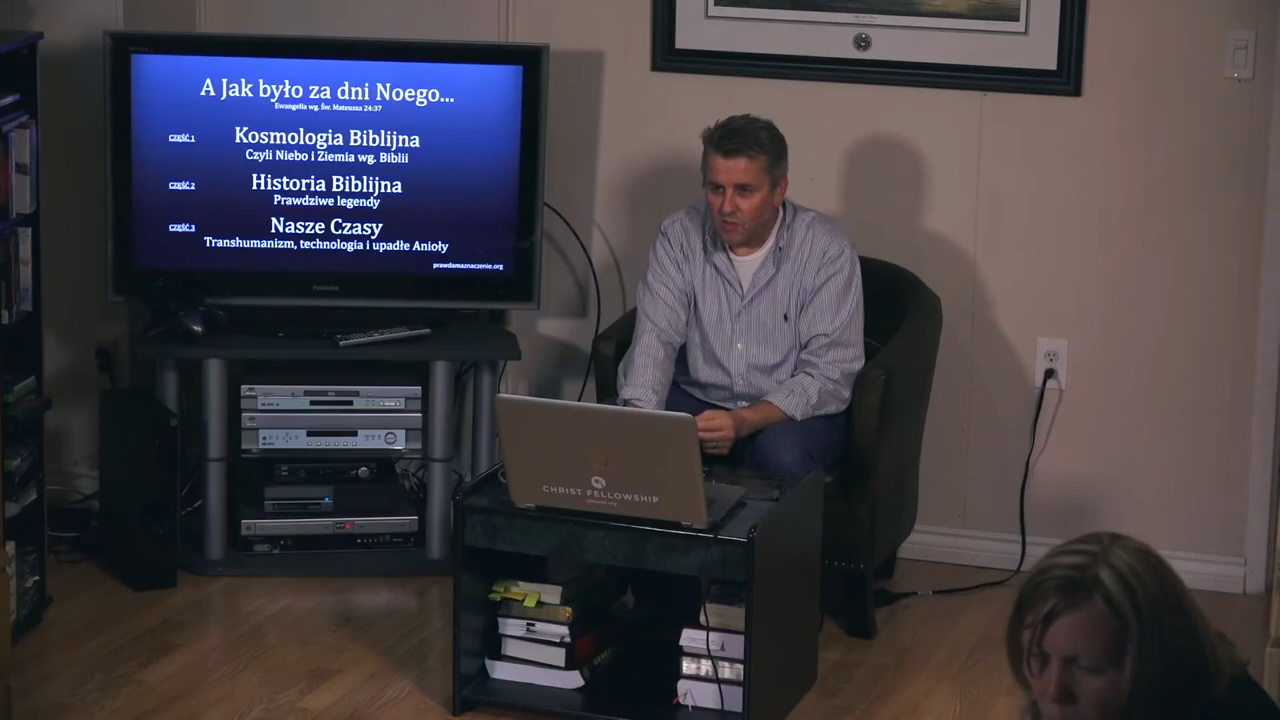 A Jak było za dni Noego...
Ewangelia wg. Św. Mateusza 24:37
CZĘŚĆ 1
Kosmologia Biblijna
Czyli Niebo i Ziemia wg. Biblii
CZĘŚĆ 2
Historia Biblijna
Prawdziwe legendy
CZĘŚĆ 3
Nasze Czasy
Transhumanizm, technologia i upadłe Anioły
prawdamaznaczenie.org
TOSHIBA
CHRIST FELLOWSHIP